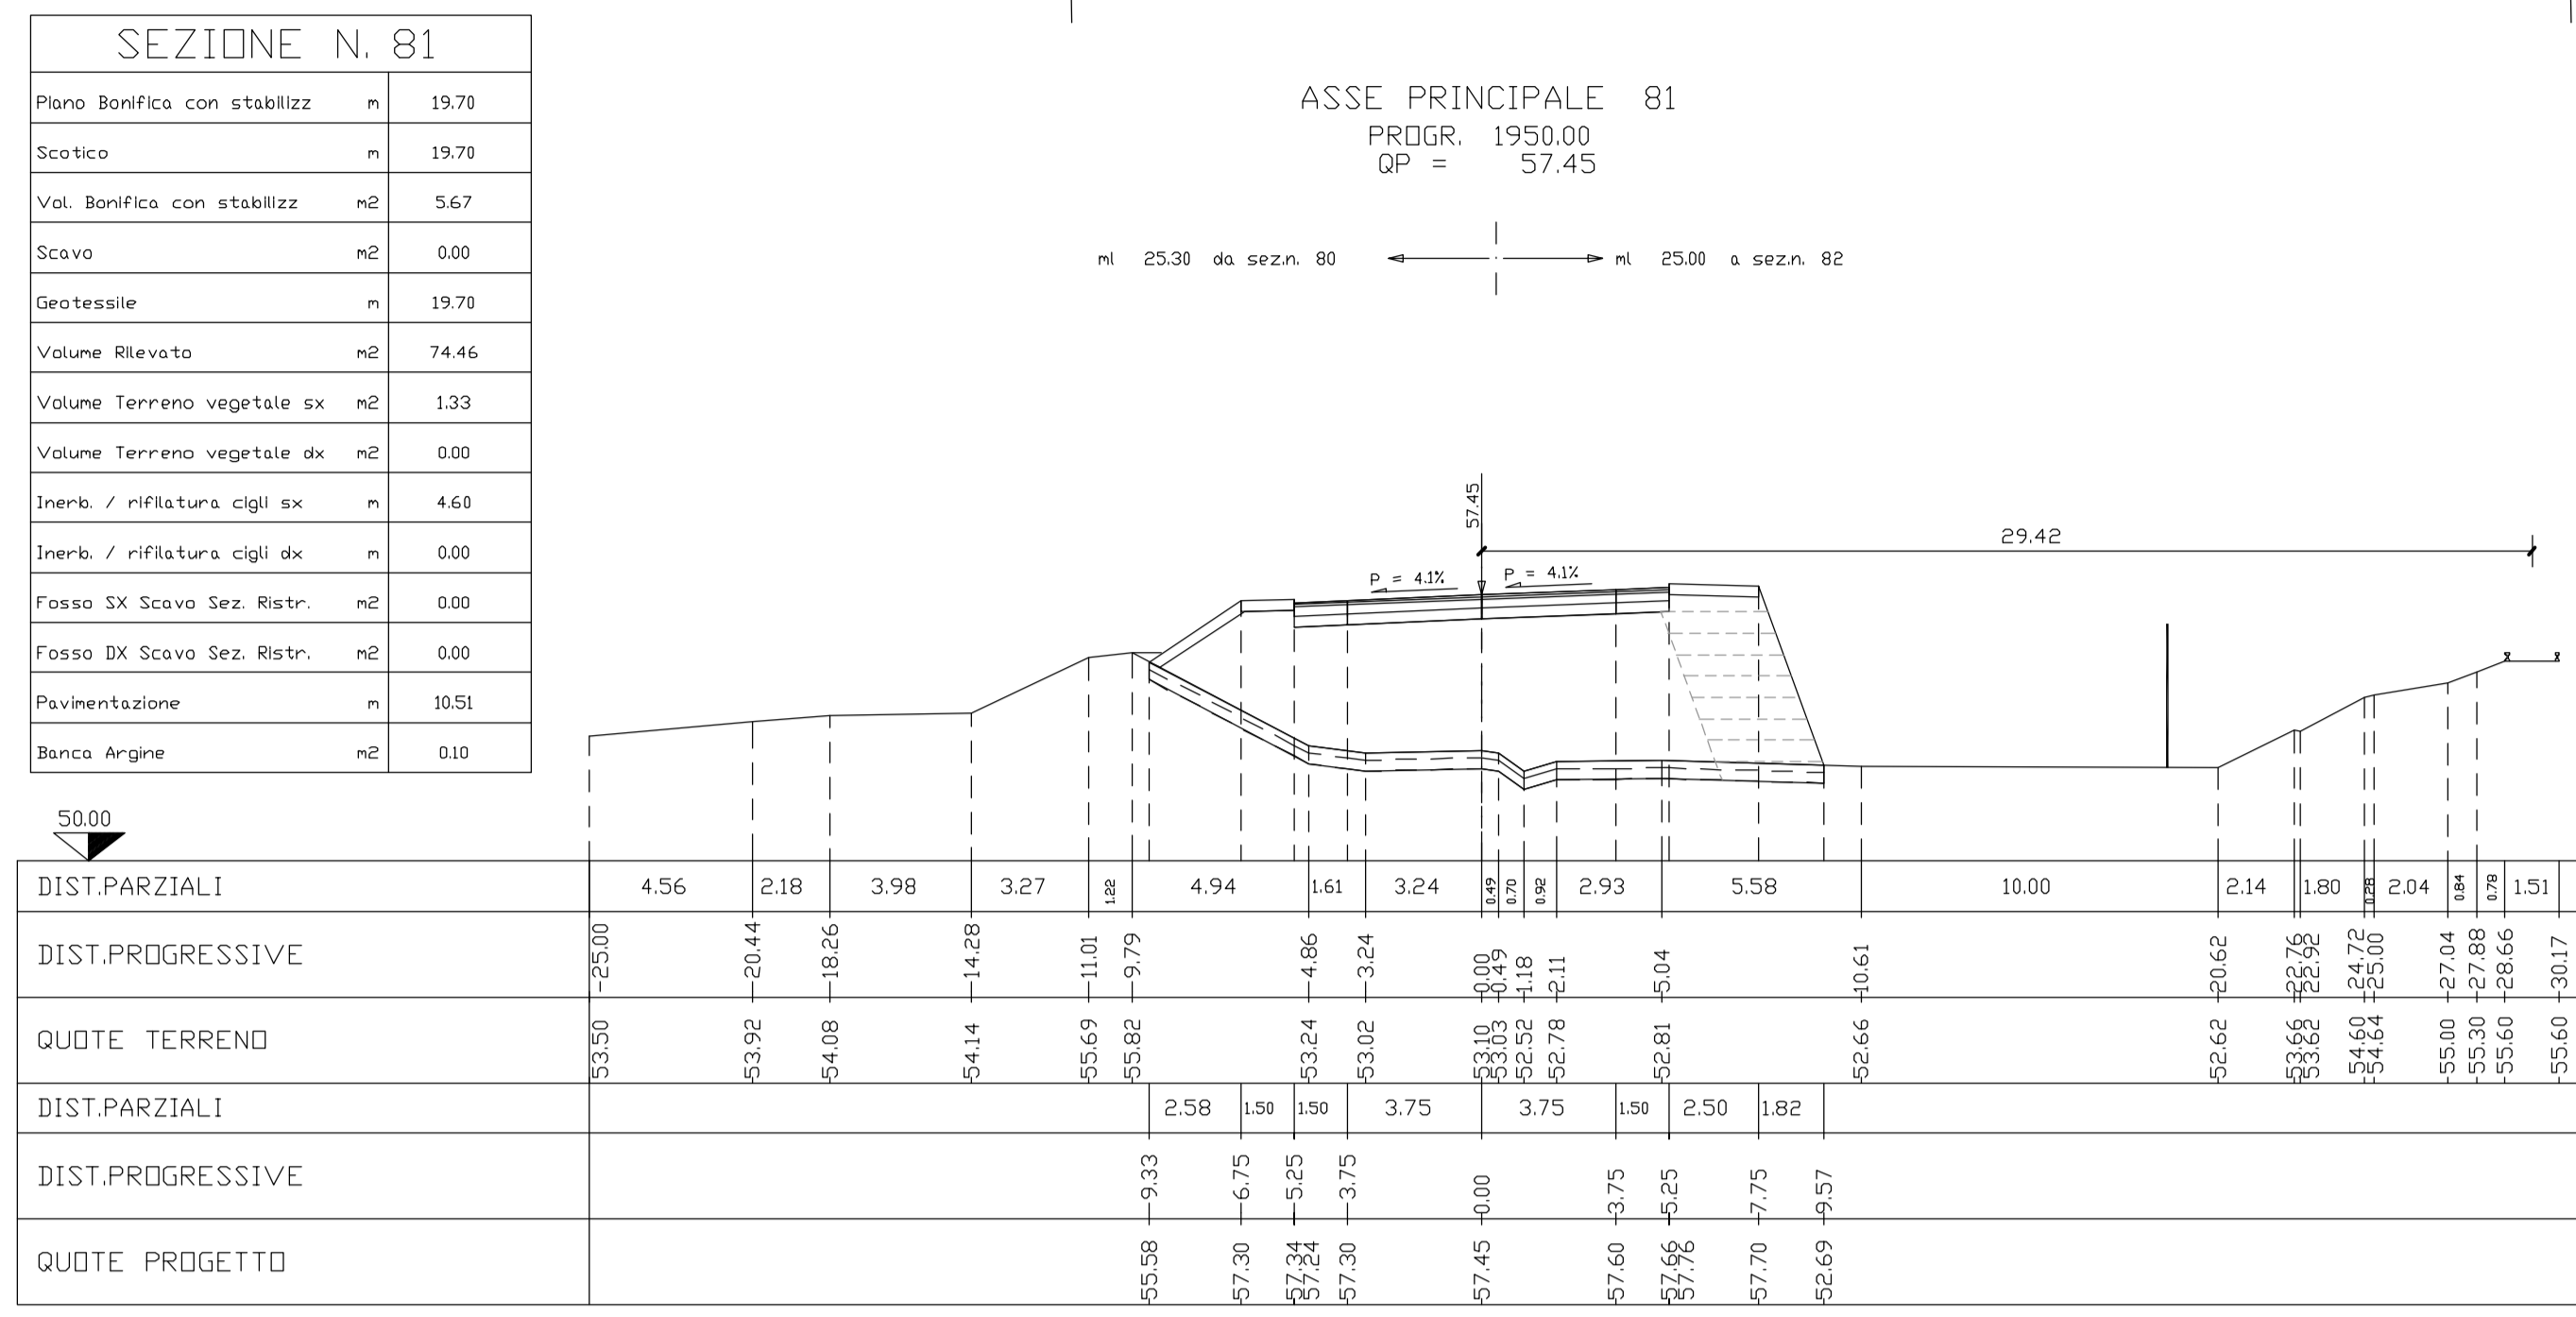 SEZIONE N. 81
Piano Bonifica con stabilizz m 19.70
Scotico m 19.70
Vol. Bonifica con stabilizz m2 5.67
Scavo m2 0.00
Geotessile m 19.70
Volume Rilevato m2 74.46
Volume Terreno vegetale sx m2 1.33
Volume Terreno vegetale dx m2 0.00
Inerb. / rifilatura cigli sx m 4.60
Inerb. / rifilatura cigli dx m 0.00
Fosso SX Scavo Sez. Ristr. m2 0.00
Fosso DX Scavo Sez. Ristr. m2 0.00
Pavimentazione m 10.51
Banca Argine m2 0.10
ASSE PRINCIPALE 81
PROGR. 1950.00
QP = 57.45
ml 25.30 da sez.n. 80
ml 25.00 a sez.n. 82
57.45
29.42
P = 4.1%
P = 4.1%
50.00
DIST.PARZIALI 4.56 2.18 3.98 3.27 1.22 4.94 1.61 3.24 0.49 0.70 0.92 2.93 5.58 10.00 2.14 1.80 0.28 2.04 0.84 0.78 1.51
DIST.PROGRESSIVE -25.00 -20.44 -18.26 -14.28 -11.01 -9.79 -4.86 -3.24 0.00 0.49 1.18 2.11 5.04 10.61 20.62 22.76 22.92 24.72 25.00 27.04 27.88 28.66 30.17
QUOTE TERRENO 53.50 53.92 54.08 54.14 55.69 55.82 53.24 53.02 53.10 53.03 52.52 52.78 52.81 52.66 52.62 53.66 53.62 54.60 54.64 55.00 55.30 55.60 55.60
DIST.PARZIALI 2.58 1.50 1.50 3.75 3.75 1.50 2.50 1.82
DIST.PROGRESSIVE -9.33 -6.75 -5.25 -3.75 0.00 3.75 5.25 7.75 9.57
QUOTE PROGETTO 55.58 57.30 57.34 57.24 57.30 57.45 57.60 57.66 57.76 57.70 52.69